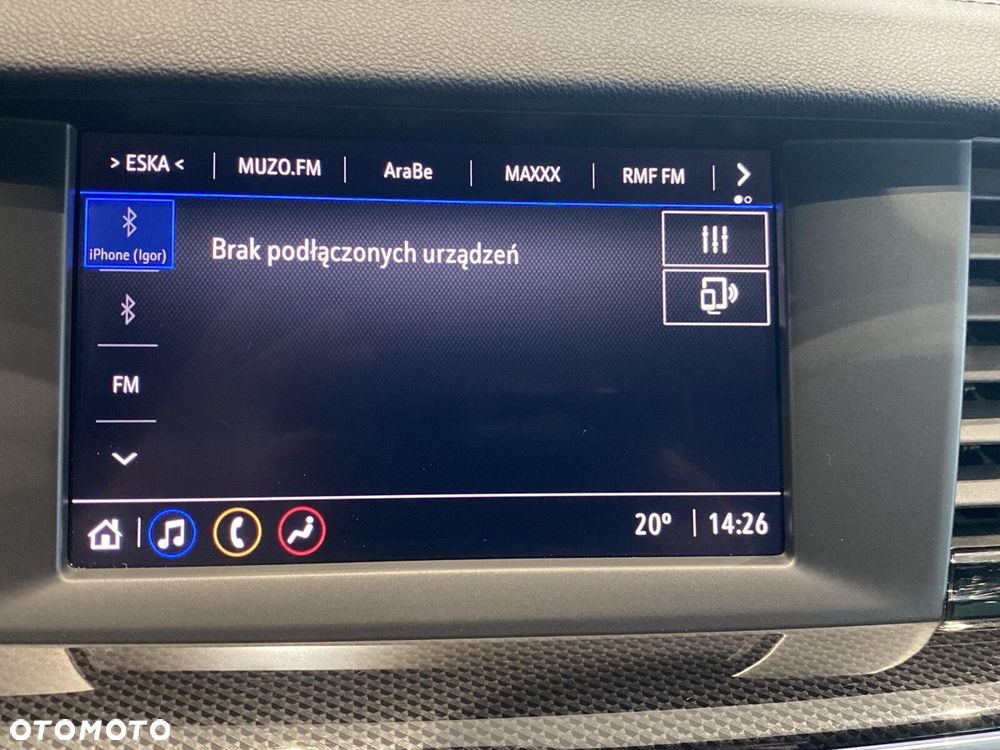 > ESKA < MUZO.FM AraBe MAXXX RMF FM
iPhone (Igor)
Brak podłączonych urządzeń
FM
20° 14:26
OTOMOTO